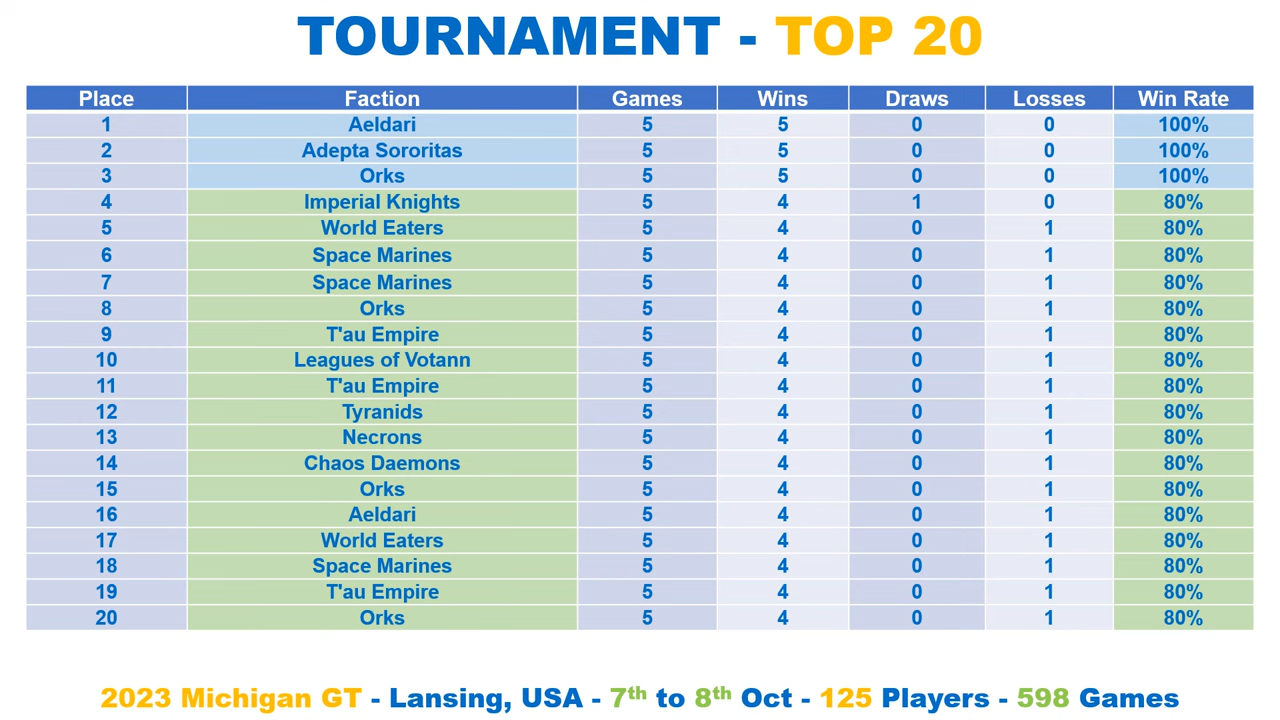 TOURNAMENT - TOP 20
Place Faction Games Wins Draws Losses Win Rate
1 Aeldari 5 5 0 0 100%
2 Adepta Sororitas 5 5 0 0 100%
3 Orks 5 5 0 0 100%
4 Imperial Knights 5 4 1 0 80%
5 World Eaters 5 4 0 1 80%
6 Space Marines 5 4 0 1 80%
7 Space Marines 5 4 0 1 80%
8 Orks 5 4 0 1 80%
9 T'au Empire 5 4 0 1 80%
10 Leagues of Votann 5 4 0 1 80%
11 T'au Empire 5 4 0 1 80%
12 Tyranids 5 4 0 1 80%
13 Necrons 5 4 0 1 80%
14 Chaos Daemons 5 4 0 1 80%
15 Orks 5 4 0 1 80%
16 Aeldari 5 4 0 1 80%
17 World Eaters 5 4 0 1 80%
18 Space Marines 5 4 0 1 80%
19 T'au Empire 5 4 0 1 80%
20 Orks 5 4 0 1 80%
2023 Michigan GT - Lansing, USA - 7th to 8th Oct - 125 Players - 598 Games